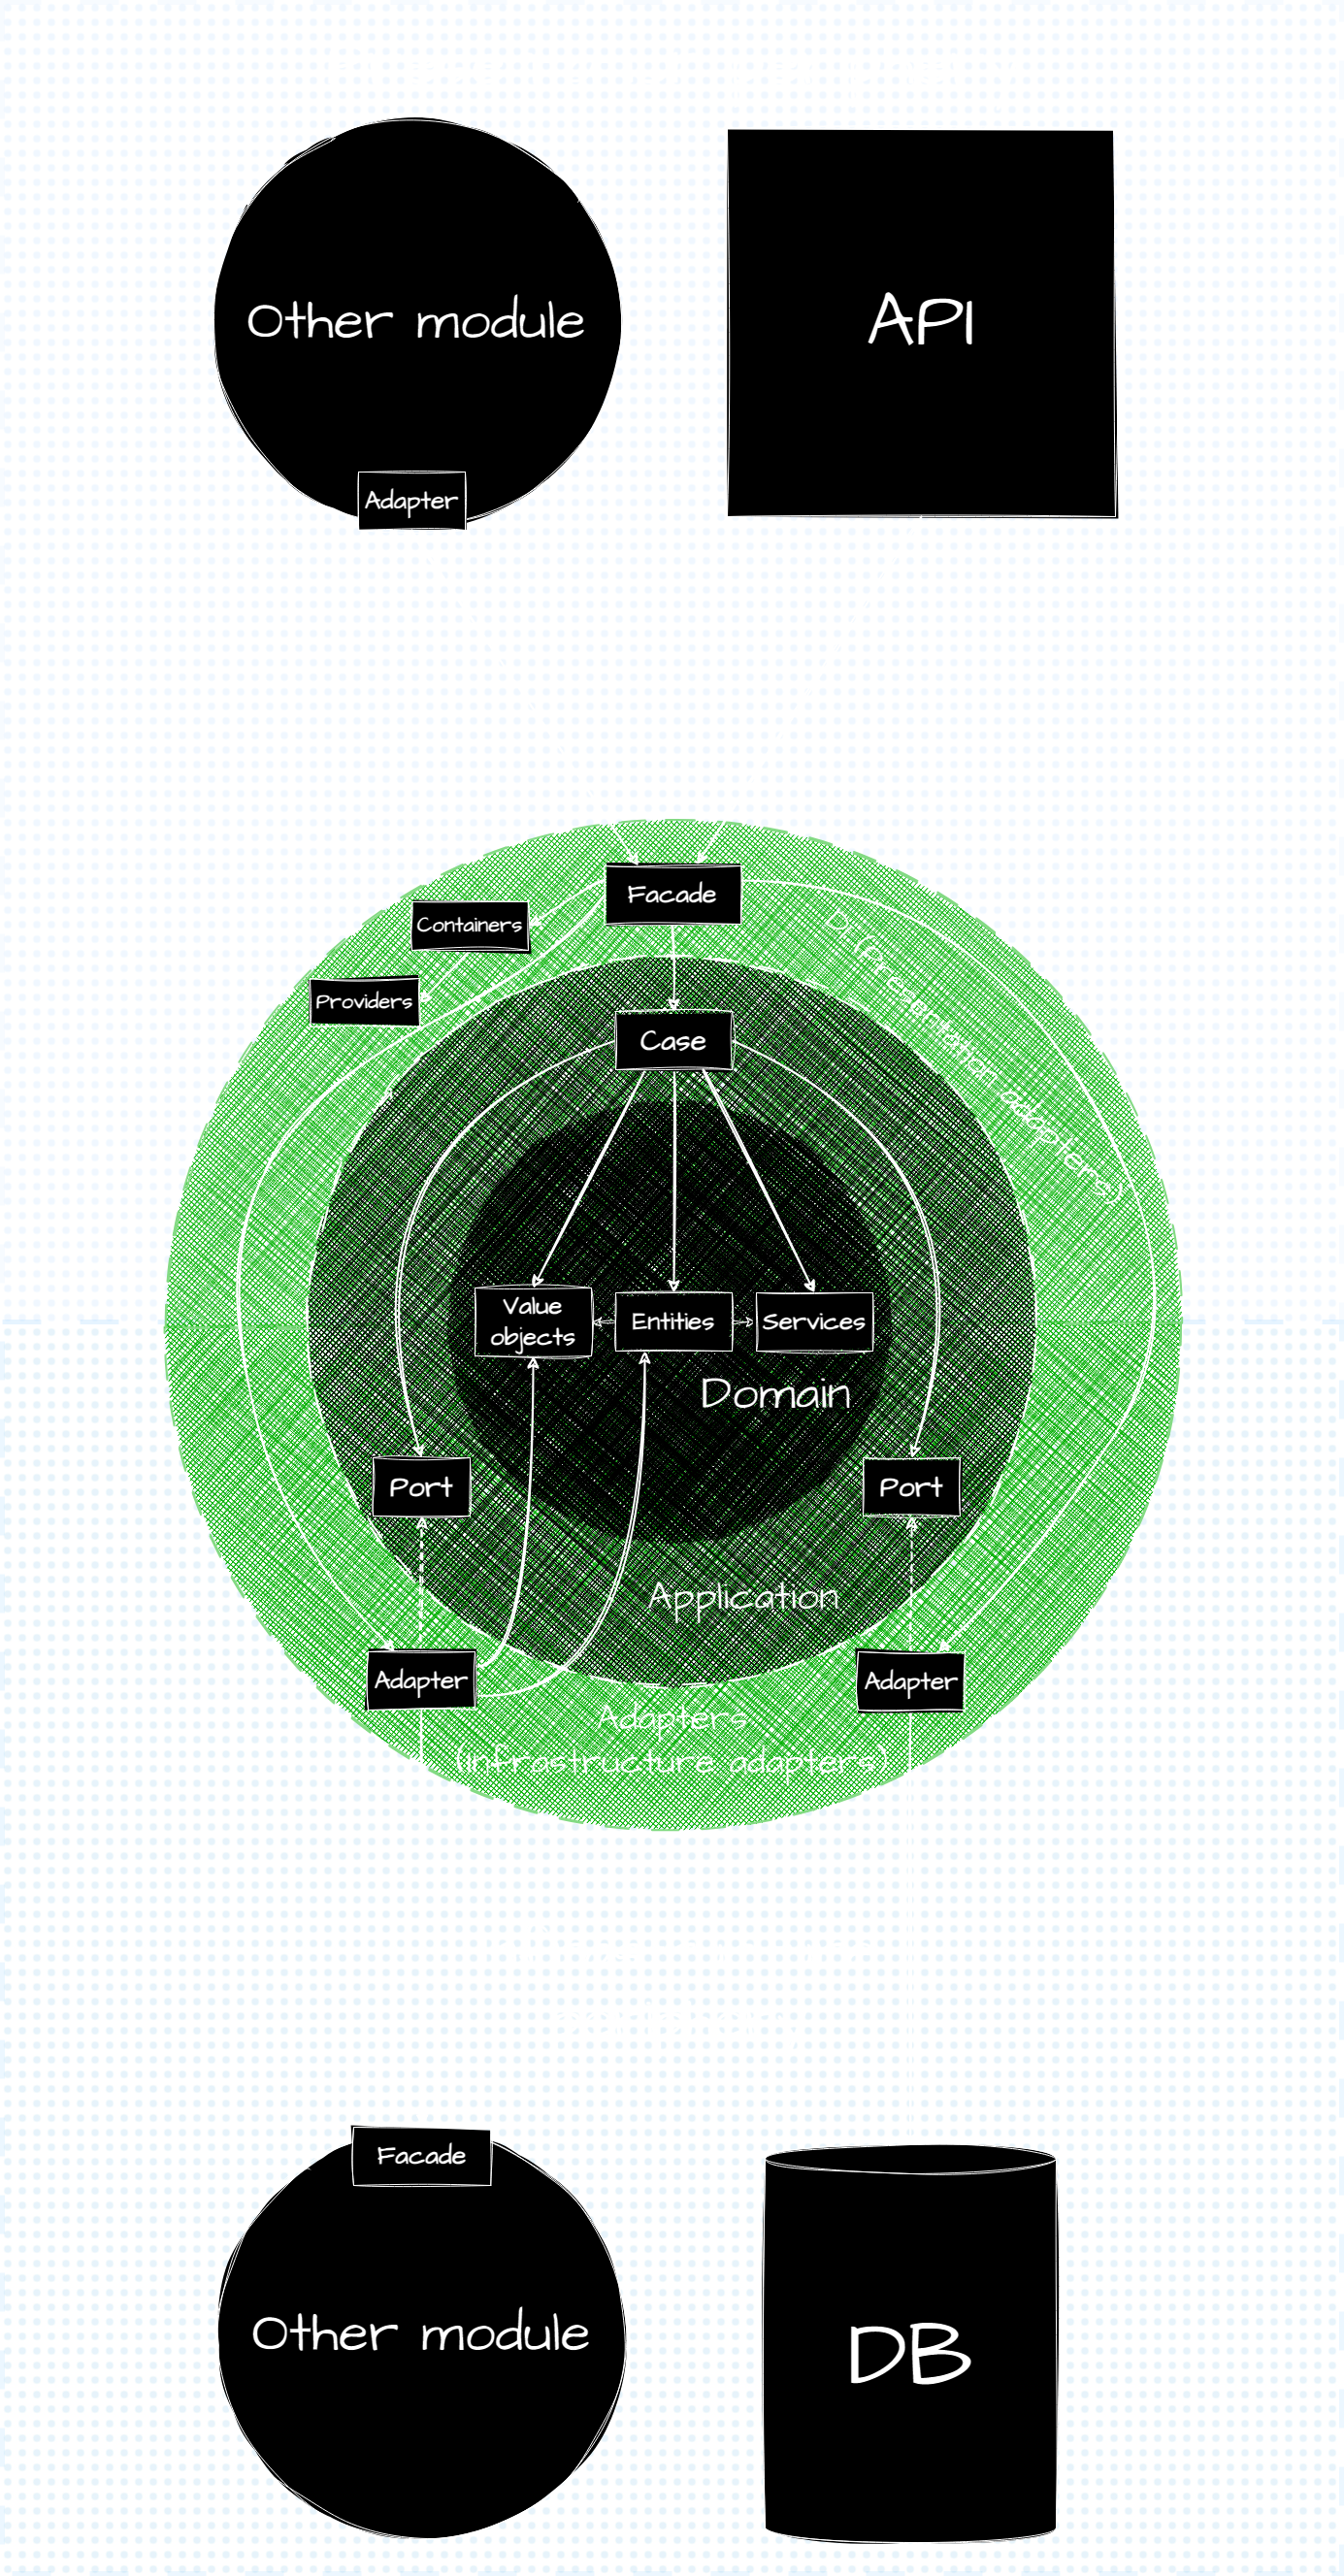 Other module
API
Adapter
Facade
Containers
Providers
DI (Presentation adapters)
Case
Value
objects
Entities
Services
Domain
Port
Port
Application
Adapter
Adapter
Adapters
(infrastructure adapters)
Facade
Other module
DB